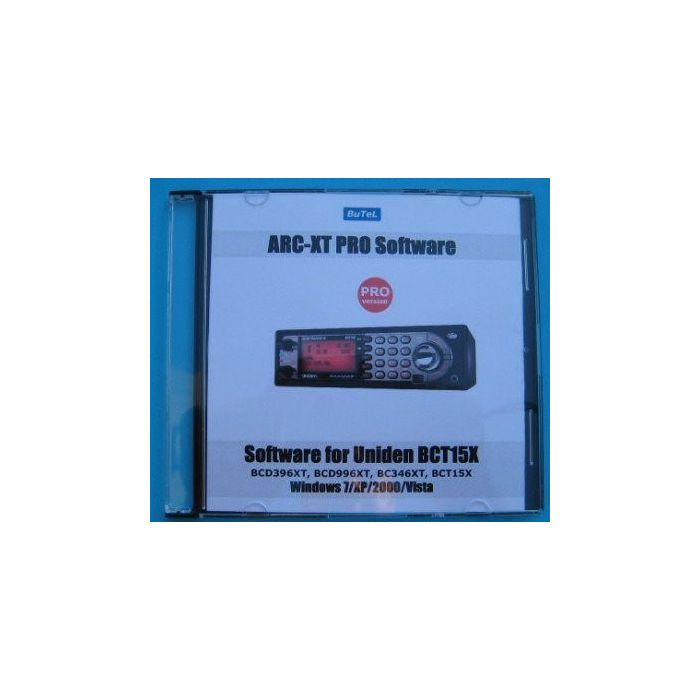 BuTeL
ARC-XT PRO Software
PRO
version
Software for Uniden BCT15X
BCD396XT, BCD996XT, BC346XT, BCT15X
Windows 7/XP/2000/Vista